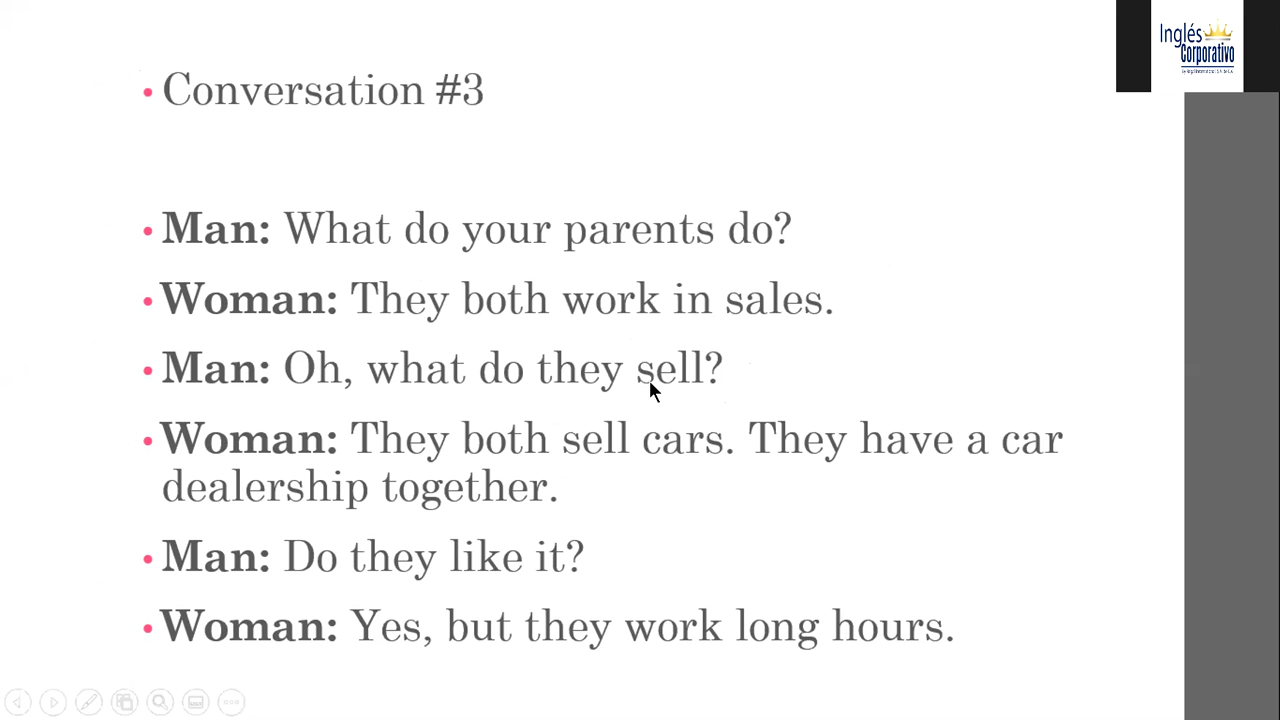 Inglés
Corporativo
• Conversation #3
• Man: What do your parents do?
• Woman: They both work in sales.
• Man: Oh, what do they sell?
• Woman: They both sell cars. They have a car
dealership together.
• Man: Do they like it?
• Woman: Yes, but they work long hours.